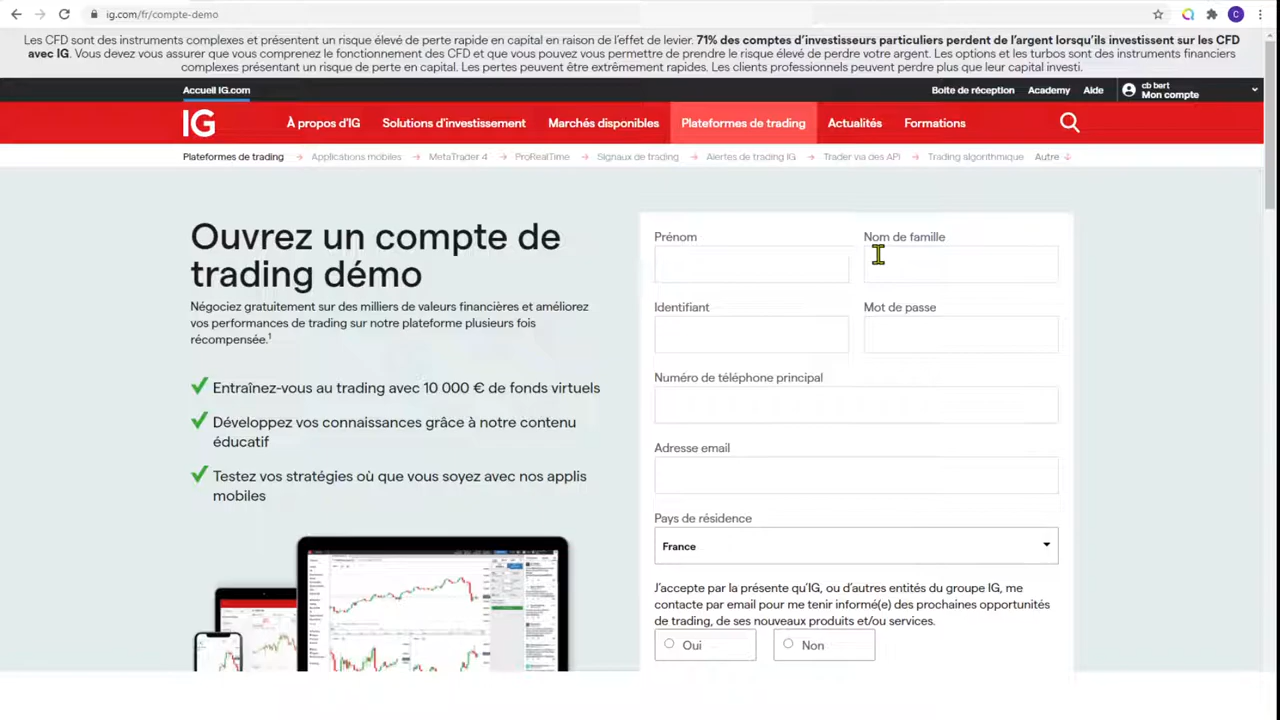 ig.com/fr/compte-demo
C
Les CFD sont des instruments complexes et présentent un risque élevé de perte rapide en capital en raison de l'effet de levier. 71% des comptes d'investisseurs particuliers perdent de l'argent lorsqu'ils investissent sur les CFD
avec IG. Vous devez vous assurer que vous comprenez le fonctionnement des CFD et que vous pouvez vous permettre de prendre le risque élevé de perdre votre argent. Les options et les turbos sont des instruments financiers
complexes présentant un risque de perte en capital. Les pertes peuvent être extrêmement rapides. Les clients professionnels peuvent perdre plus que leur capital investi.
Accueil IG.com
Boite de réception
Academy
Aide
cb bert
Mon compte
IG
À propos d'IG
Solutions d'investissement
Marchés disponibles
Plateformes de trading
Actualités
Formations
Plateformes de trading
Applications mobiles
MetaTrader 4
ProRealTime
Signaux de trading
Alertes de trading IG
Trader via des API
Trading algorithmique
Autre
Ouvrez un compte de
trading démo
Négociez gratuitement sur des milliers de valeurs financières et améliorez
vos performances de trading sur notre plateforme plusieurs fois
récompensée.¹
Entraînez-vous au trading avec 10 000 € de fonds virtuels
Développez vos connaissances grâce à notre contenu
éducatif
Testez vos stratégies où que vous soyez avec nos applis
mobiles
Prénom
Nom de famille
Identifiant
Mot de passe
Numéro de téléphone principal
Adresse email
Pays de résidence
France
J'accepte par la présente qu'IG, ou d'autres entités du groupe IG, me
contacte par email pour me tenir informé(e) des prochaines opportunités
de trading, de ses nouveaux produits et/ou services.
Oui
Non